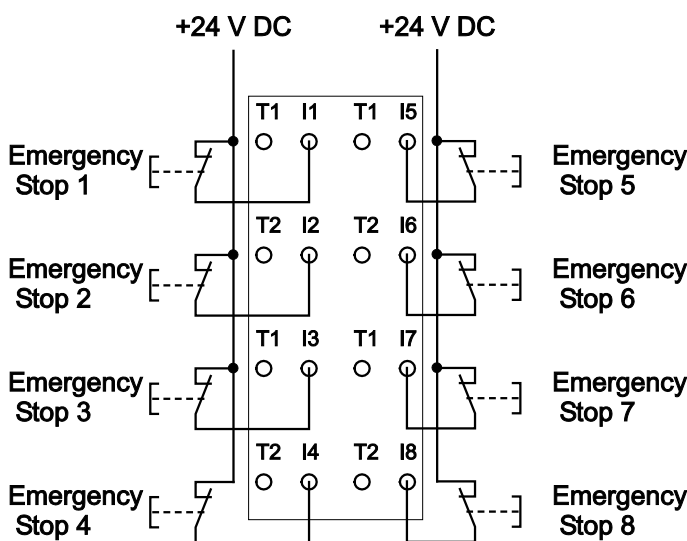 +24 V DC +24 V DC
T1 I1 T1 I5
Emergency
Stop 1
Emergency
Stop 5
T2 I2 T2 I6
Emergency
Stop 2
Emergency
Stop 6
T1 I3 T1 I7
Emergency
Stop 3
Emergency
Stop 7
T2 I4 T2 I8
Emergency
Stop 4
Emergency
Stop 8